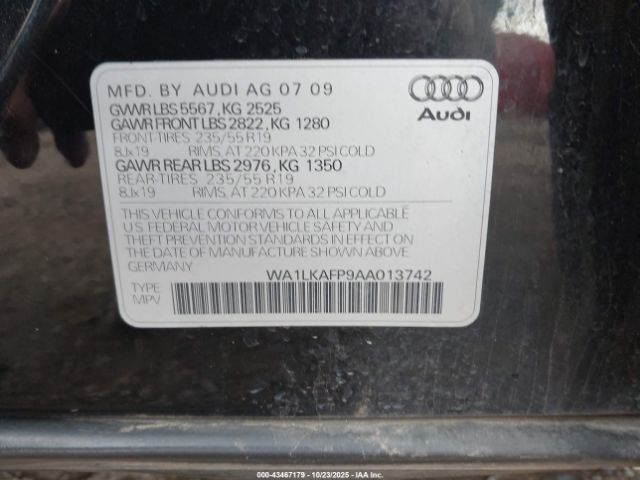 MFD. BY AUDI AG 07 09
GVWR LBS 5567, KG 2525
GAWR FRONT LBS 2822, KG 1280
FRONT-TIRES 235/55 R19
8Jx19 RIMS, AT 220 KPA 32 PSI COLD
GAWR REAR LBS 2976, KG 1350
REAR-TIRES 235/55 R19
8Jx19 RIMS, AT 220 KPA 32 PSI COLD
THIS VEHICLE CONFORMS TO ALL APPLICABLE
U.S. FEDERAL MOTOR VEHICLE SAFETY AND
THEFT PREVENTION STANDARDS IN EFFECT ON
THE DATE OF MANUFACTURE SHOWN ABOVE.
GERMANY
WA1LKAFP9AA013742
TYPE:
MPV
Audi
000-43467179 - 10/23/2025 - IAAI.com